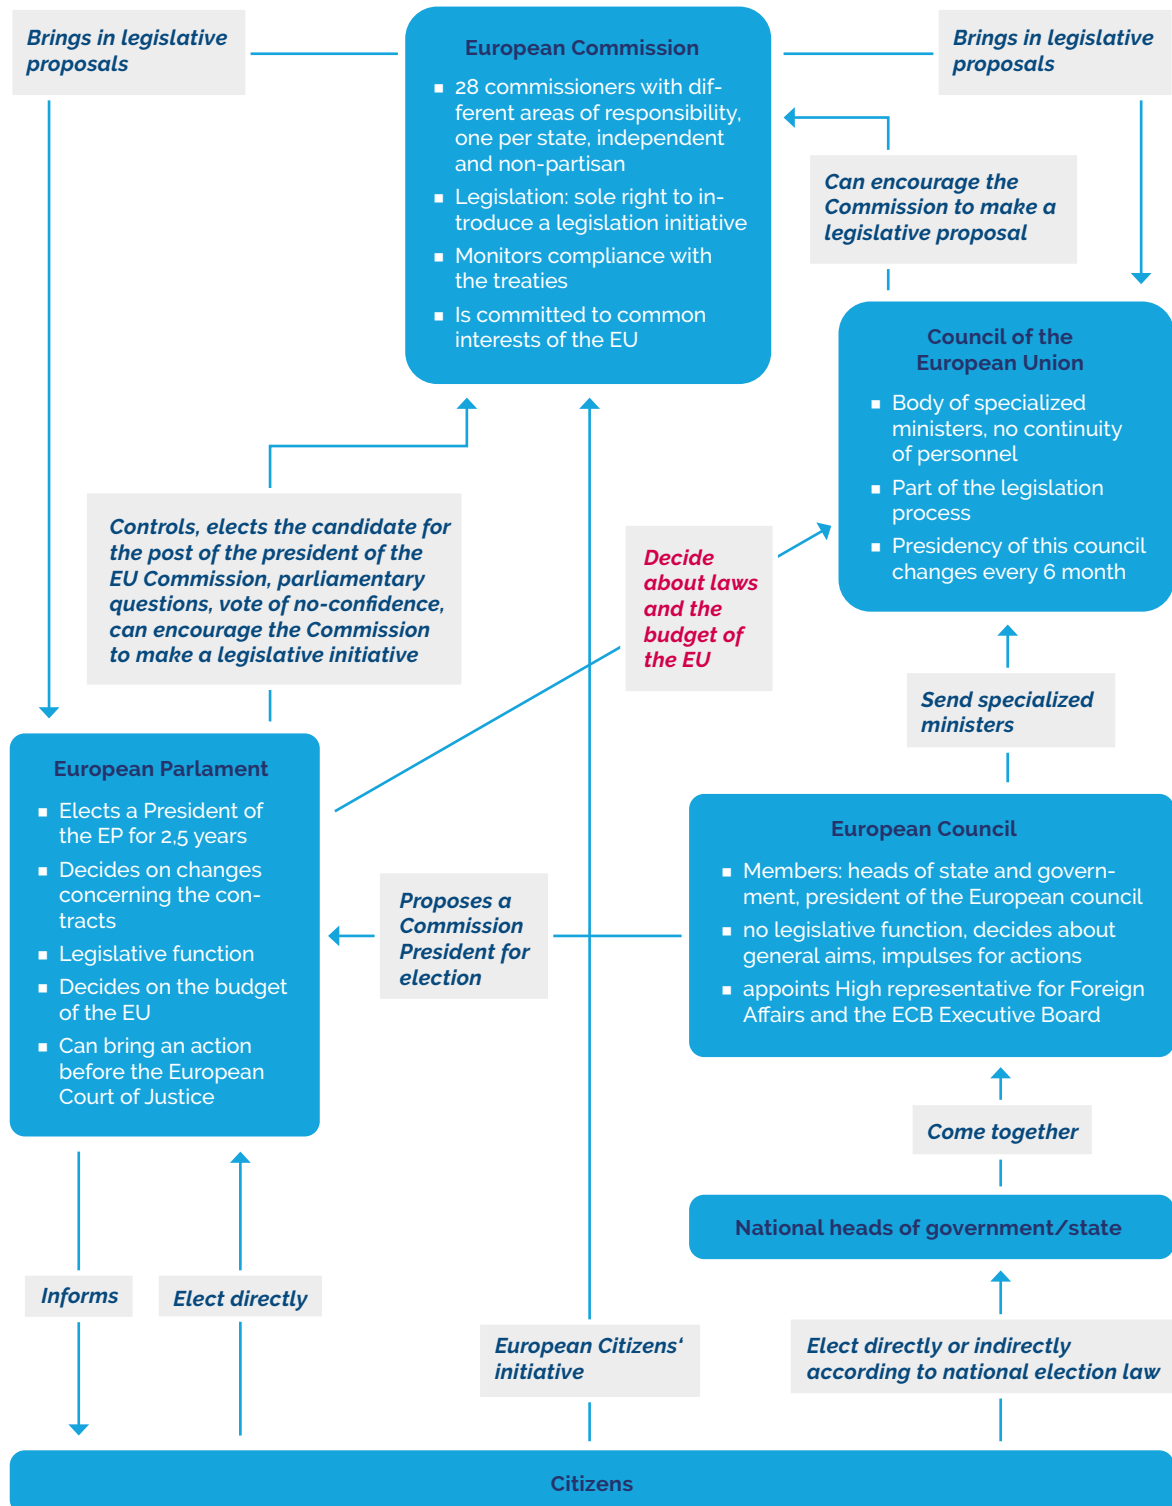 Brings in legislative
proposals
European Commission
▪ 28 commissioners with dif-
ferent areas of responsibility,
one per state, independent
and non-partisan
▪ Legislation: sole right to in-
troduce a legislation initiative
▪ Monitors compliance with
the treaties
▪ Is committed to common
interests of the EU
Brings in legislative
proposals
Can encourage the
Commission to make a
legislative proposal
Council of the
European Union
▪ Body of specialized
ministers, no continuity
of personnel
▪ Part of the legislation
process
▪ Presidency of this council
changes every 6 month
Controls, elects the candidate for
the post of the president of the
EU Commission, parliamentary
questions, vote of no-confidence,
can encourage the Commission
to make a legislative initiative
Decide
about laws
and the
budget of
the EU
Send specialized
ministers
European Parlament
▪ Elects a President of
the EP for 2,5 years
▪ Decides on changes
concerning the con-
tracts
▪ Legislative function
▪ Decides on the budget
of the EU
▪ Can bring an action
before the European
Court of Justice
Proposes a
Commission
President for
election
European Council
▪ Members: heads of state and govern-
ment, president of the European council
▪ no legislative function, decides about
general aims, impulses for actions
▪ appoints High representative for Foreign
Affairs and the ECB Executive Board
Come together
National heads of government/state
Informs
Elect directly
European Citizens‘
initiative
Elect directly or indirectly
according to national election law
Citizens